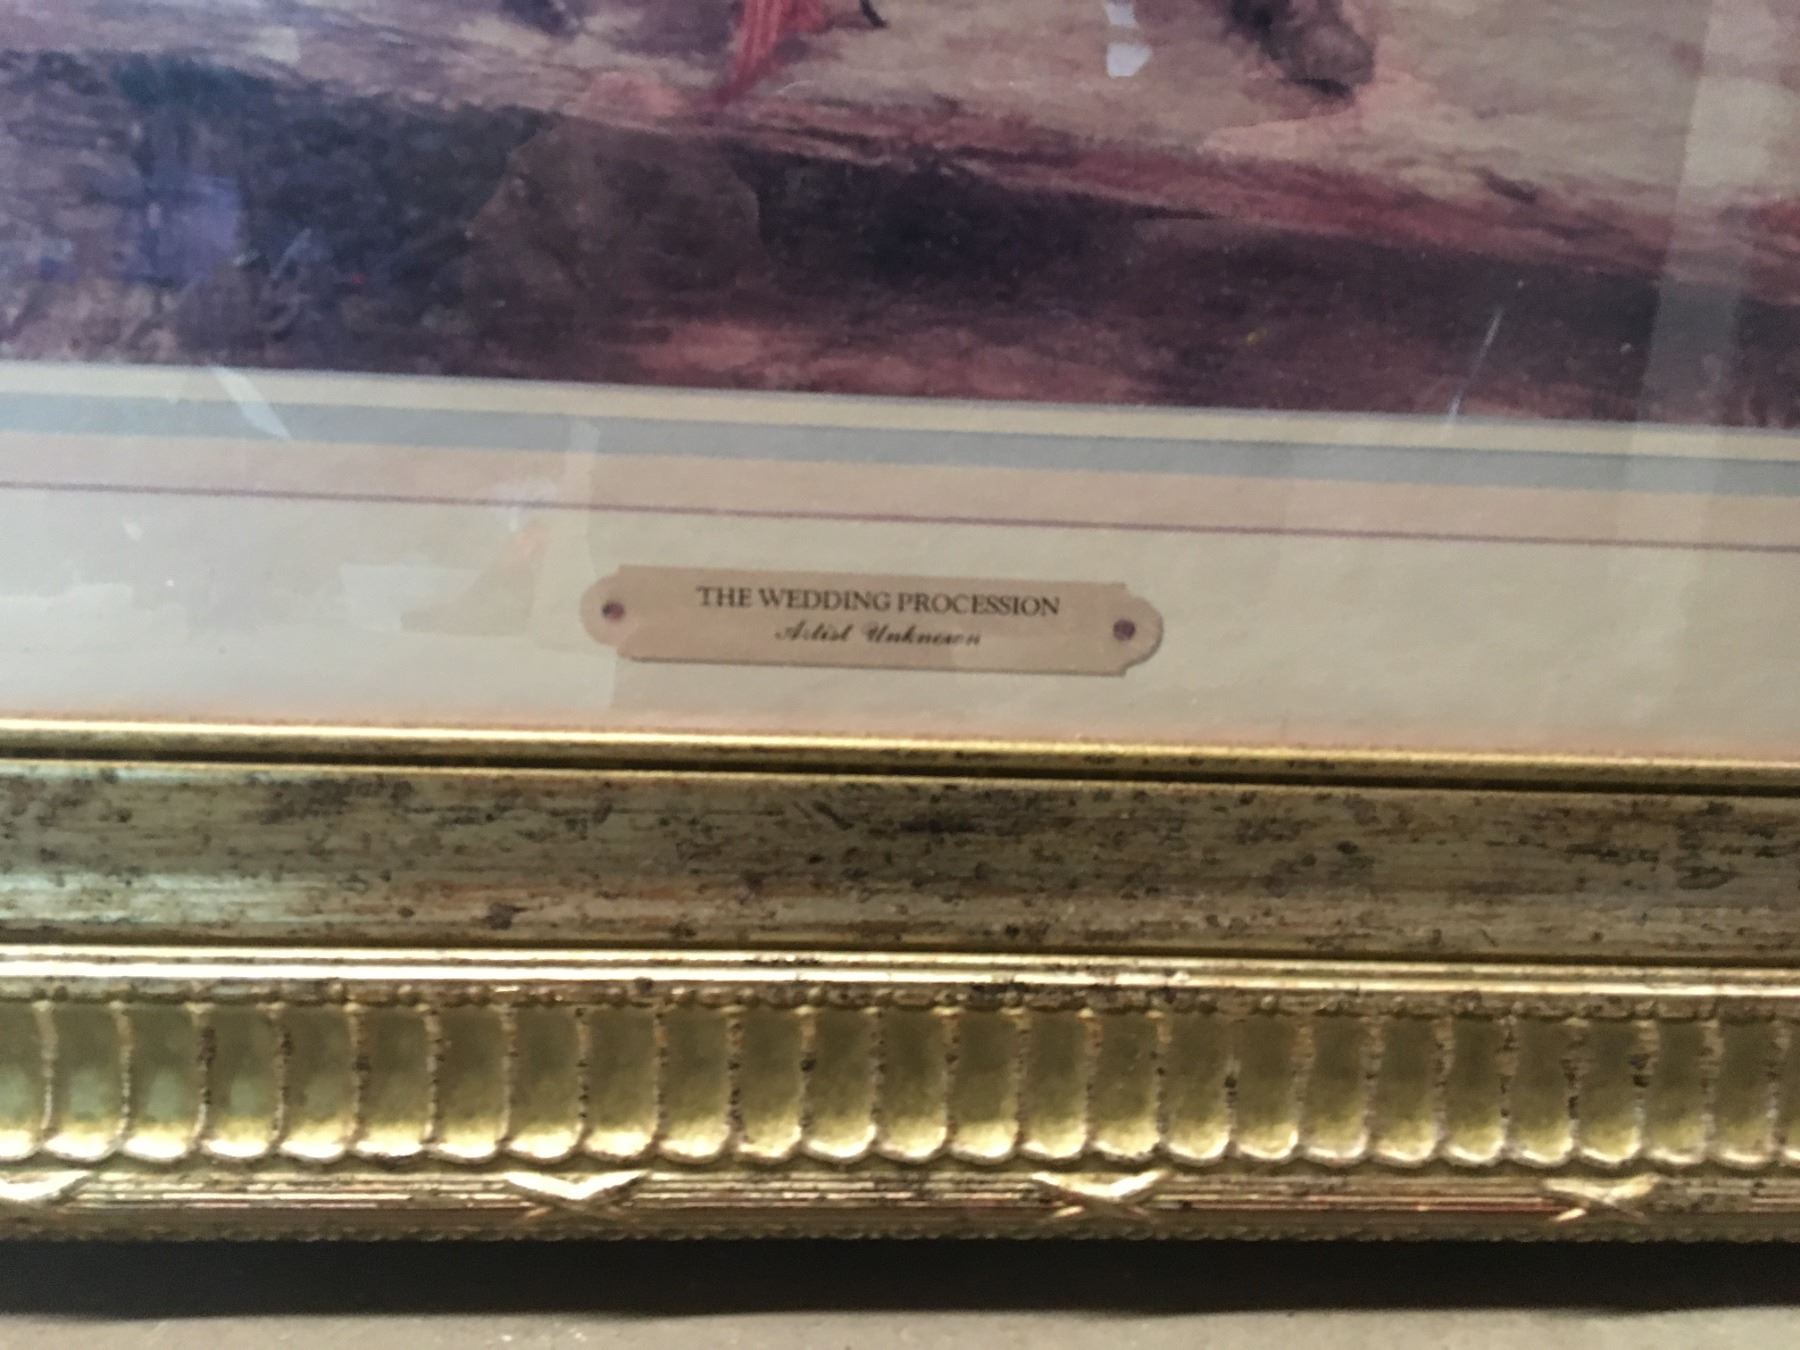 THE WEDDING PROCESSION
Artist Unknown